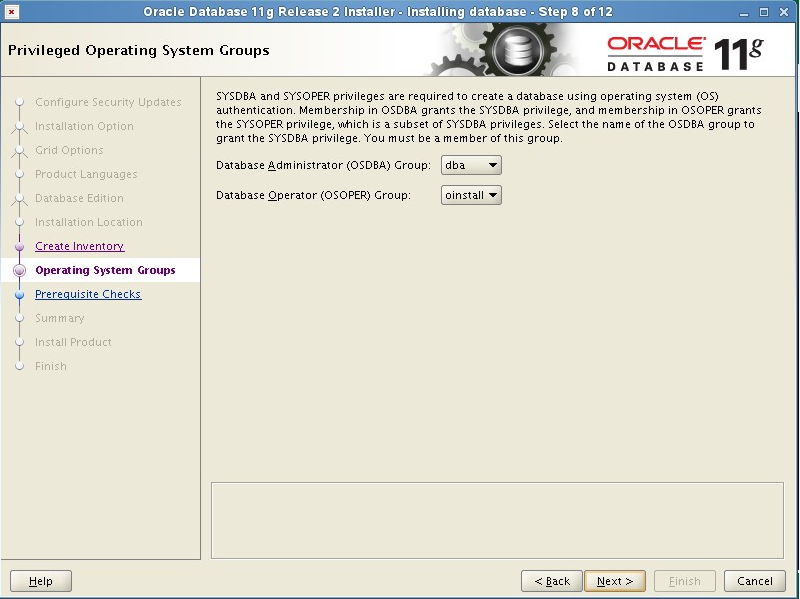 Oracle Database 11g Release 2 Installer - Installing database - Step 8 of 12
Privileged Operating System Groups
ORACLE
DATABASE
11g
Configure Security Updates
Installation Option
Grid Options
Product Languages
Database Edition
Installation Location
Create Inventory
Operating System Groups
Prerequisite Checks
Summary
Install Product
Finish
SYSDBA and SYSOPER privileges are required to create a database using operating system (OS)
authentication. Membership in OSDBA grants the SYSDBA privilege, and membership in OSOPER grants
the SYSOPER privilege, which is a subset of SYSDBA privileges. Select the name of the OSDBA group to
grant the SYSDBA privilege. You must be a member of this group.
Database Administrator (OSDBA) Group: dba
Database Operator (OSOPER) Group: oinstall
Help < Back Next > Finish Cancel